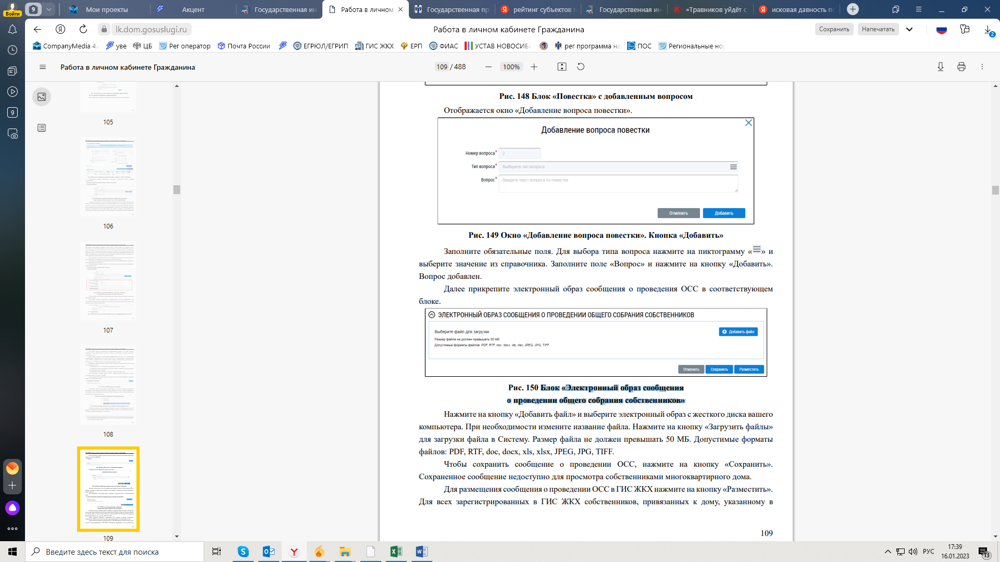 Войти
9
Мои проекты
Акцент
Государственная ин
Работа в личном
Государственная пр
рейтинг субъектов
Государственная ин
«Травников уйдёт с
исковая давность по
lk.dom.gosuslugi.ru
Работа в личном кабинете Гражданина
Сохранить
Напечатать
2
CompanyMedia 4.
уве
ЦБ
Рег оператор
Почта России
ЕГРЮЛ/ЕГРИП
ГИС ЖКХ
ЕРП
ФИАС
УСТАВ НОВОСИБ
рег программа на
ПОС
Региональные но
9
Работа в личном кабинете Гражданина
109 / 488
100%
105
106
107
108
109
Рис. 148 Блок «Повестка» с добавленным вопросом
Отображается окно «Добавление вопроса повестки».
Добавление вопроса повестки
Номер вопроса*
2
Тип вопроса*
Выберите тип вопроса
Вопрос*
Введите текст вопроса по повестке
Отменить
Добавить
Рис. 149 Окно «Добавление вопроса повестки». Кнопка «Добавить»
Заполните обязательные поля. Для выбора типа вопроса нажмите на пиктограмму « » и
выберите значение из справочника. Заполните поле «Вопрос» и нажмите на кнопку «Добавить».
Вопрос добавлен.
Далее прикрепите электронный образ сообщения о проведения ОСС в соответствующем
блоке.
ЭЛЕКТРОННЫЙ ОБРАЗ СООБЩЕНИЯ О ПРОВЕДЕНИИ ОБЩЕГО СОБРАНИЯ СОБСТВЕННИКОВ
Выберите файл для загрузки
Добавить файл
Размер файла не должен превышать 50 Мб.
Допустимые форматы файлов: PDF, RTF, doc, docx, xls, xlsx, JPEG, JPG, TIFF
Отменить
Сохранить
Разместить
Рис. 150 Блок «Электронный образ сообщения
о проведении общего собрания собственников»
Нажмите на кнопку «Добавить файл» и выберите электронный образ с жесткого диска вашего
компьютера. При необходимости измените название файла. Нажмите на кнопку «Загрузить файлы»
для загрузки файла в Систему. Размер файла не должен превышать 50 МБ. Допустимые форматы
файлов: PDF, RTF, doc, docx, xls, xlsx, JPEG, JPG, TIFF.
Чтобы сохранить сообщение о проведении ОСС, нажмите на кнопку «Сохранить».
Сохраненное сообщение недоступно для просмотра собственниками многоквартирного дома.
Для размещения сообщения о проведении ОСС в ГИС ЖКХ нажмите на кнопку «Разместить».
Для всех зарегистрированных в ГИС ЖКХ собственников, привязанных к дому, указанному в
109
Введите здесь текст для поиска
РУС
17:39
16.01.2023
13